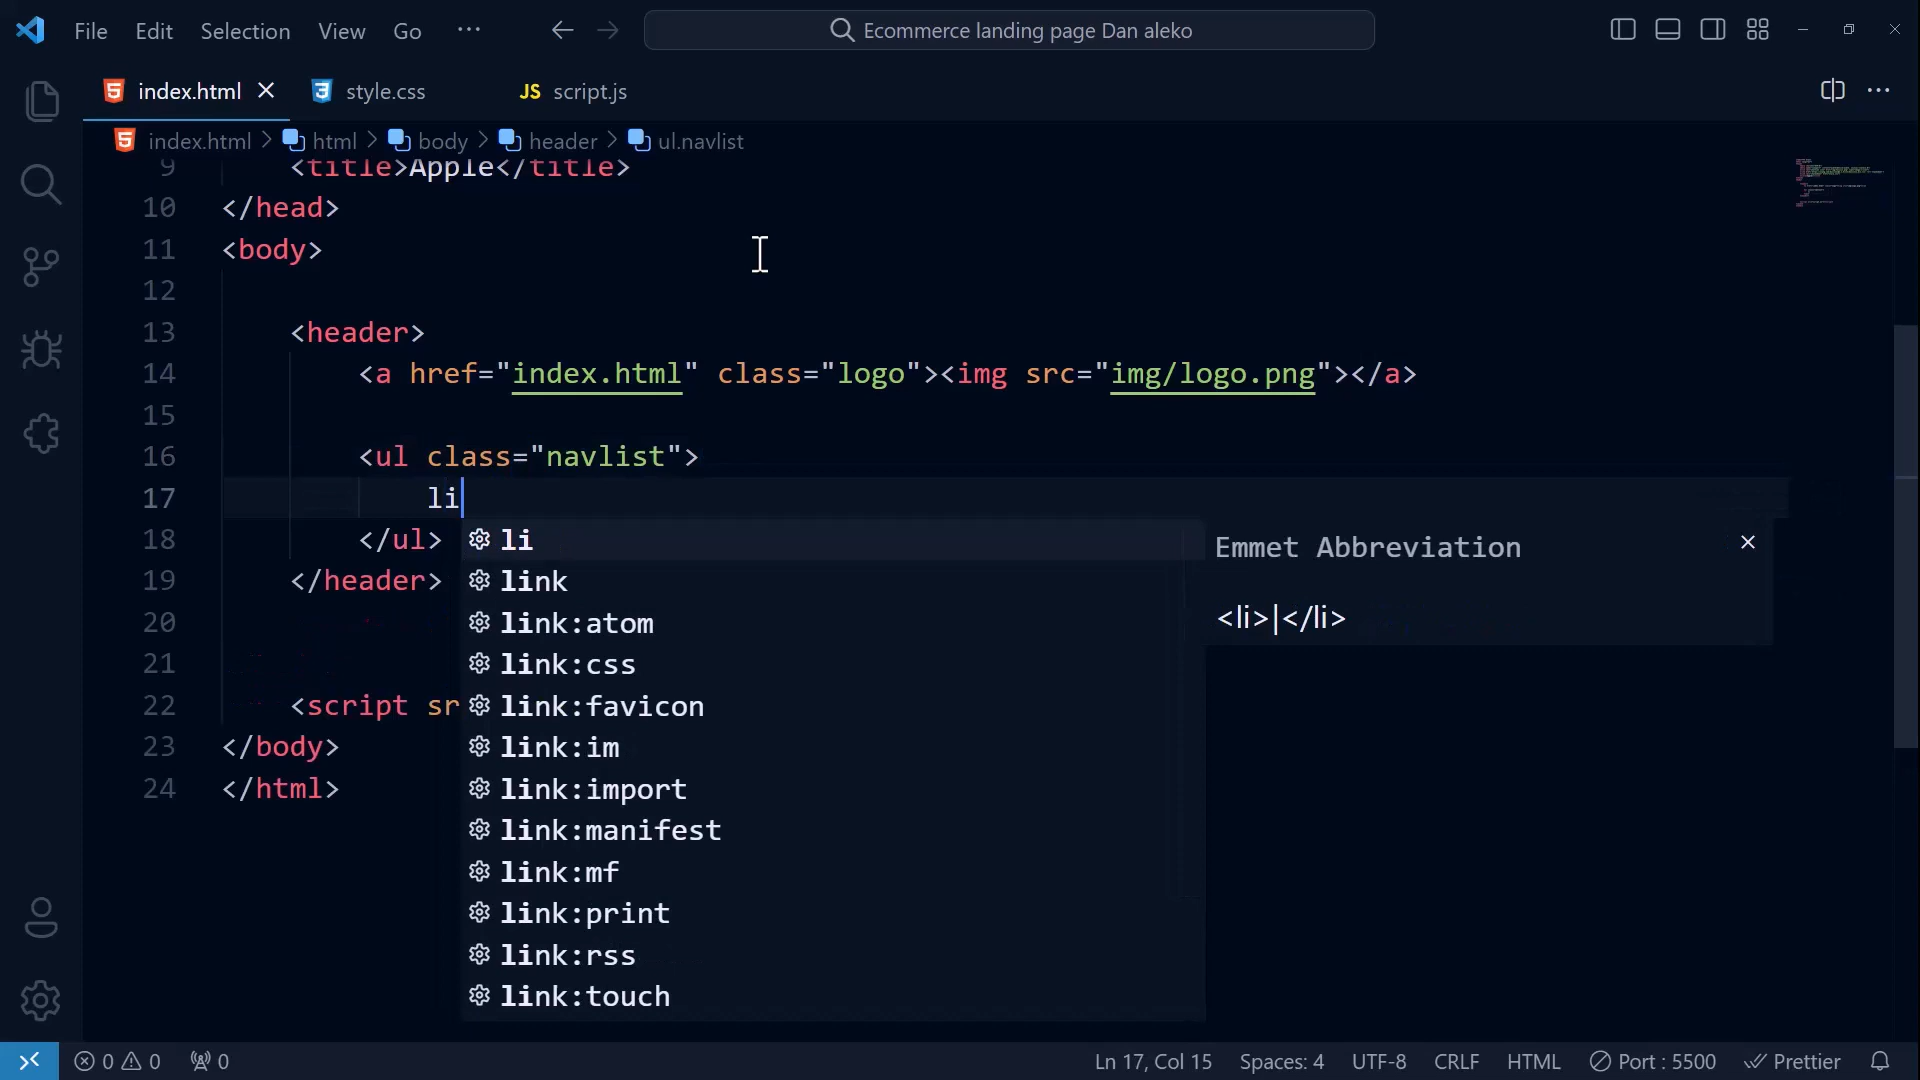 File Edit Selection View Go ··· Ecommerce landing page Dan aleko
index.html style.css JS script.js
index.html > html > body > header > ul.navlist
9 <title>Apple</title>
10 </head>
11 <body>
12
13 <header>
14 <a href="index.html" class="logo"><img src="img/logo.png"></a>
15
16 <ul class="navlist">
17 li
18 </ul>
19 </header>
20
21
22 <script sr
23 </body>
24 </html>
li
link
link:atom
link:css
link:favicon
link:im
link:import
link:manifest
link:mf
link:print
link:rss
link:touch
Emmet Abbreviation
<li>|</li>
0 0 0 Ln 17, Col 15 Spaces: 4 UTF-8 CRLF HTML Port : 5500 Prettier